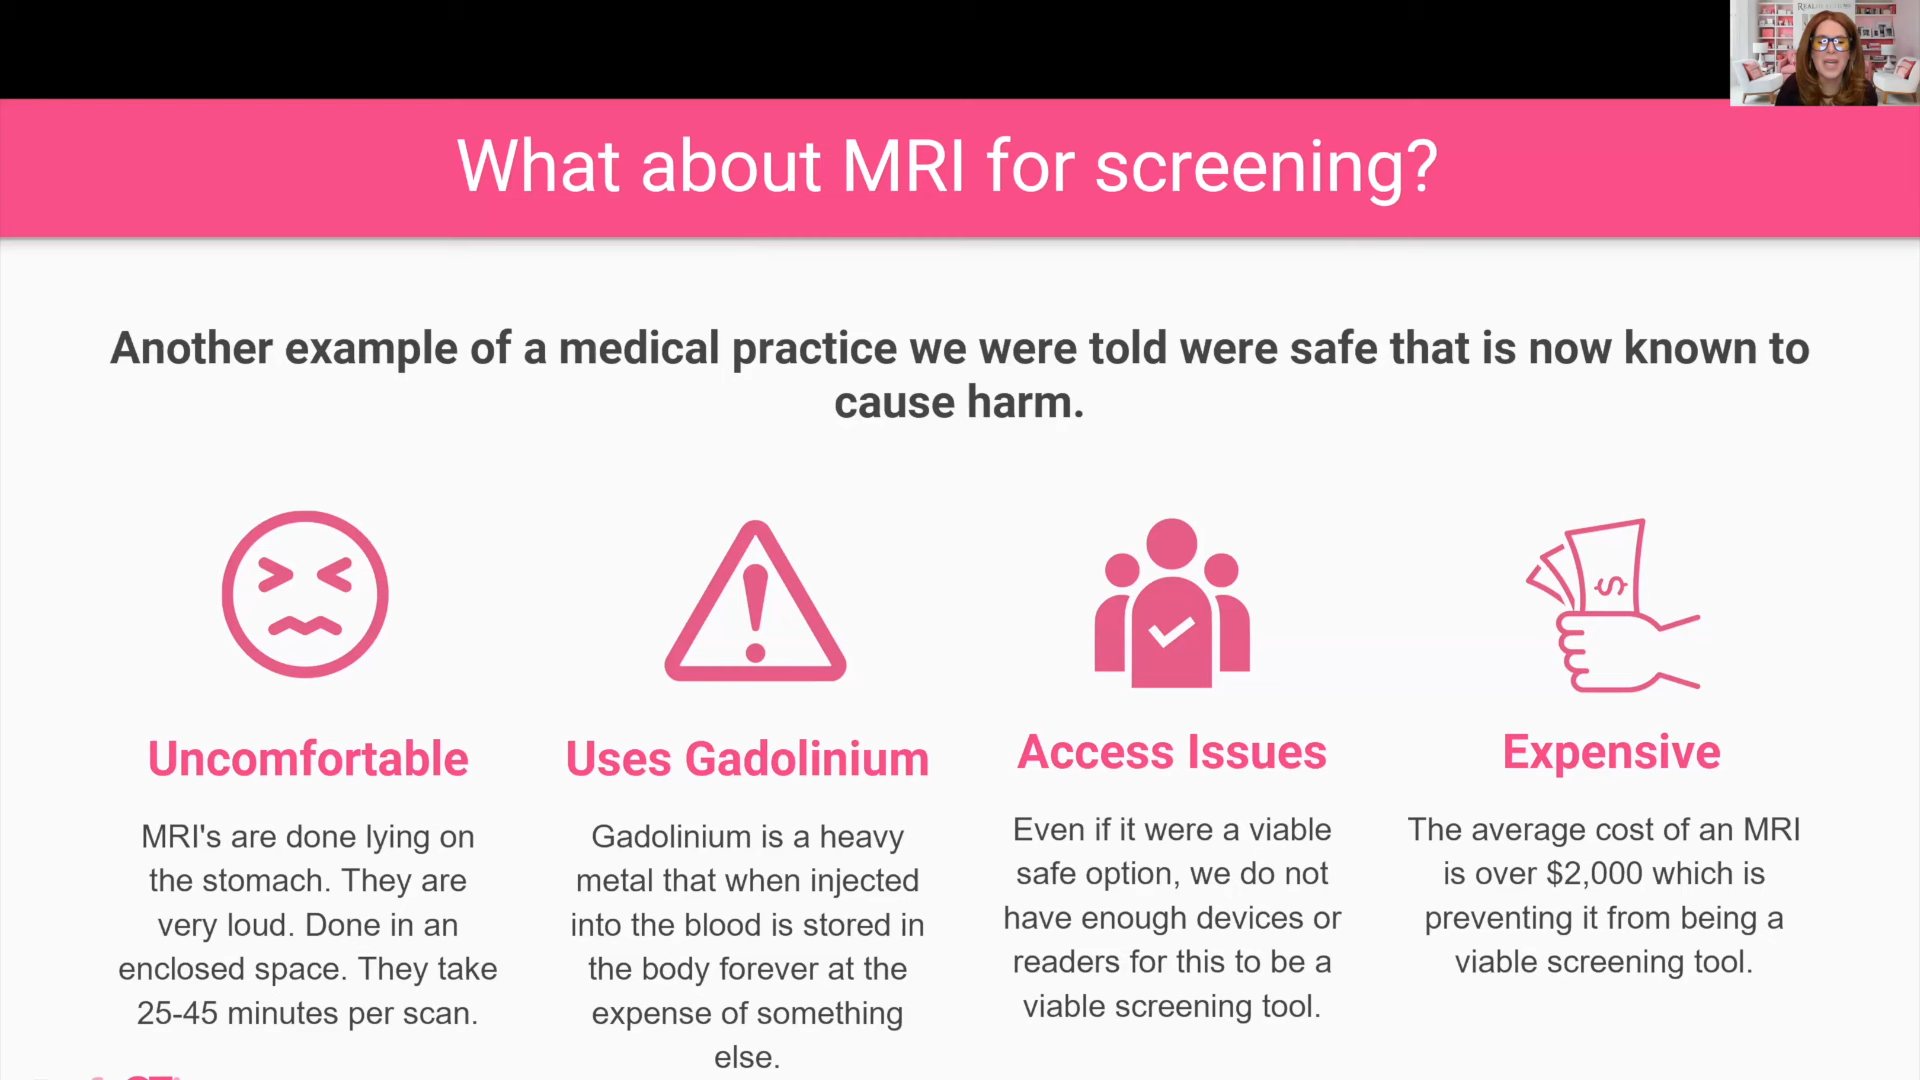 What about MRI for screening?
Another example of a medical practice we were told were safe that is now known to
cause harm.
Uncomfortable
MRI's are done lying on
the stomach. They are
very loud. Done in an
enclosed space. They take
25-45 minutes per scan.
Uses Gadolinium
Gadolinium is a heavy
metal that when injected
into the blood is stored in
the body forever at the
expense of something
else.
Access Issues
Even if it were a viable
safe option, we do not
have enough devices or
readers for this to be a
viable screening tool.
$
Expensive
The average cost of an MRI
is over $2,000 which is
preventing it from being a
viable screening tool.